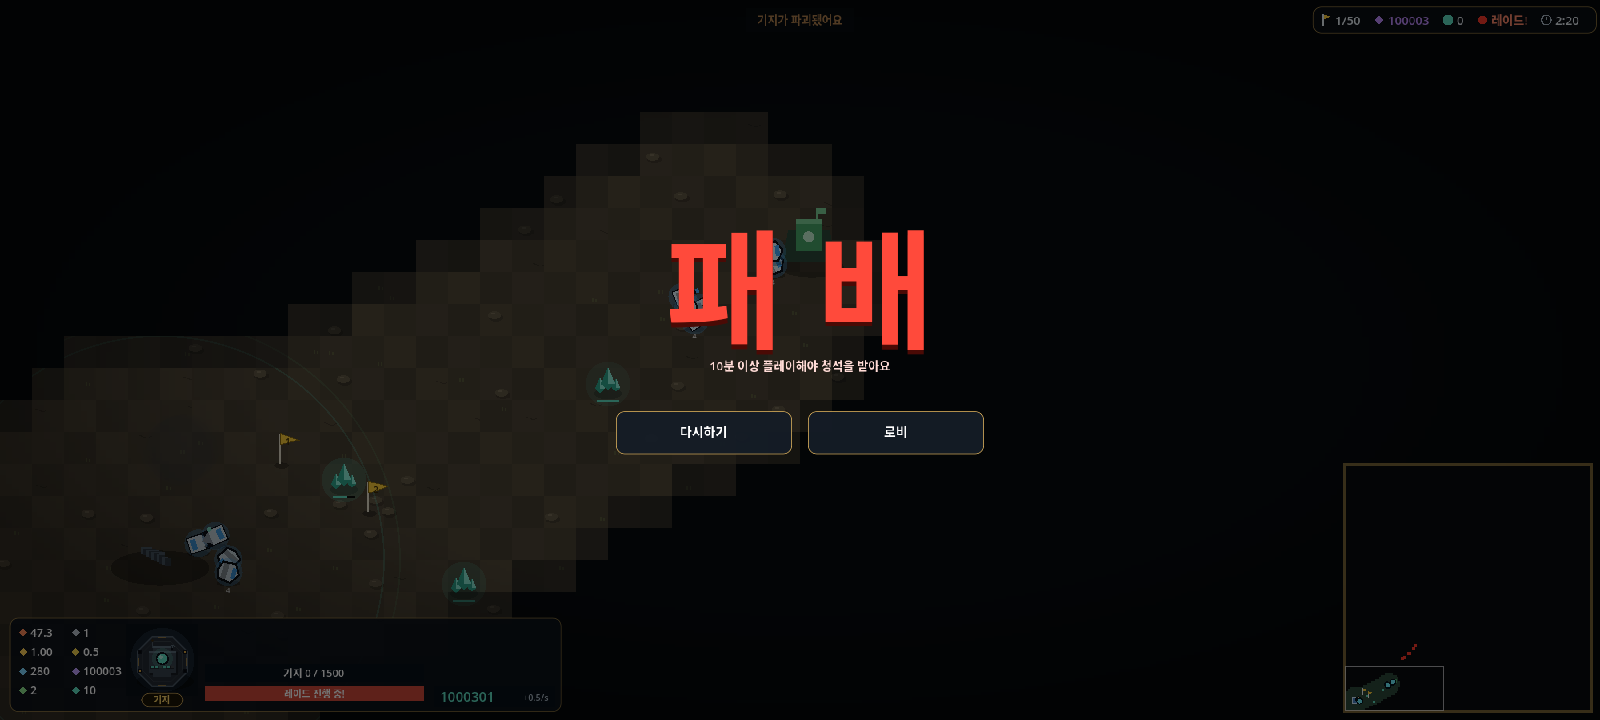 기지가 파괴됐어요
1/50 100003 0 레이드! 2:20
패배
10분 이상 플레이해야 청석을 받아요
다시하기 로비
4
47.3 1
1.00 0.5
280 100003
2 10
기지
기지 0 / 1500
레이드 진행 중!
1000301 +0.5/s